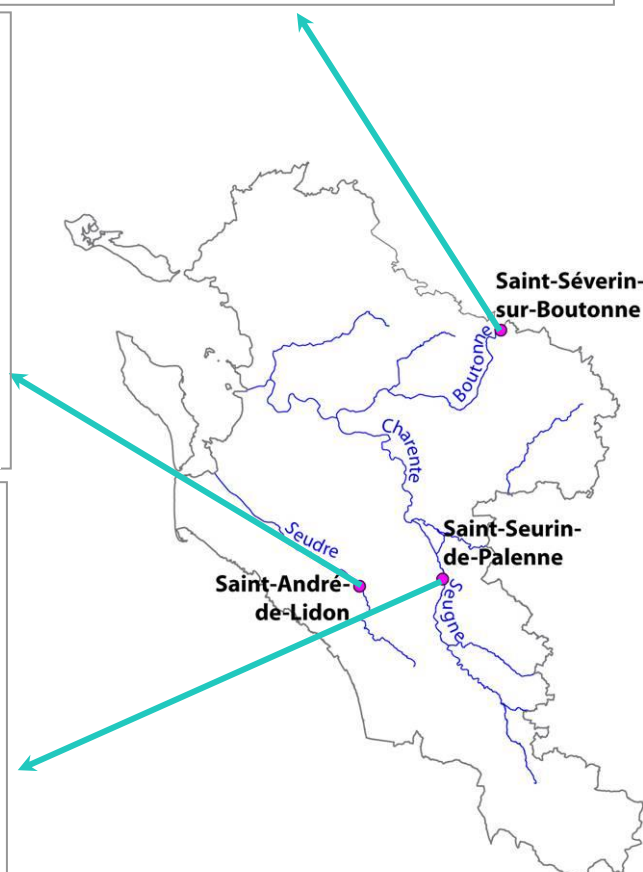 Saint-Séverin-
sur-Boutonne
Boutonne
Charente
Saint-Seurin-
de-Palenne
Seudre
Saint-André-
de-Lidon
Seugne